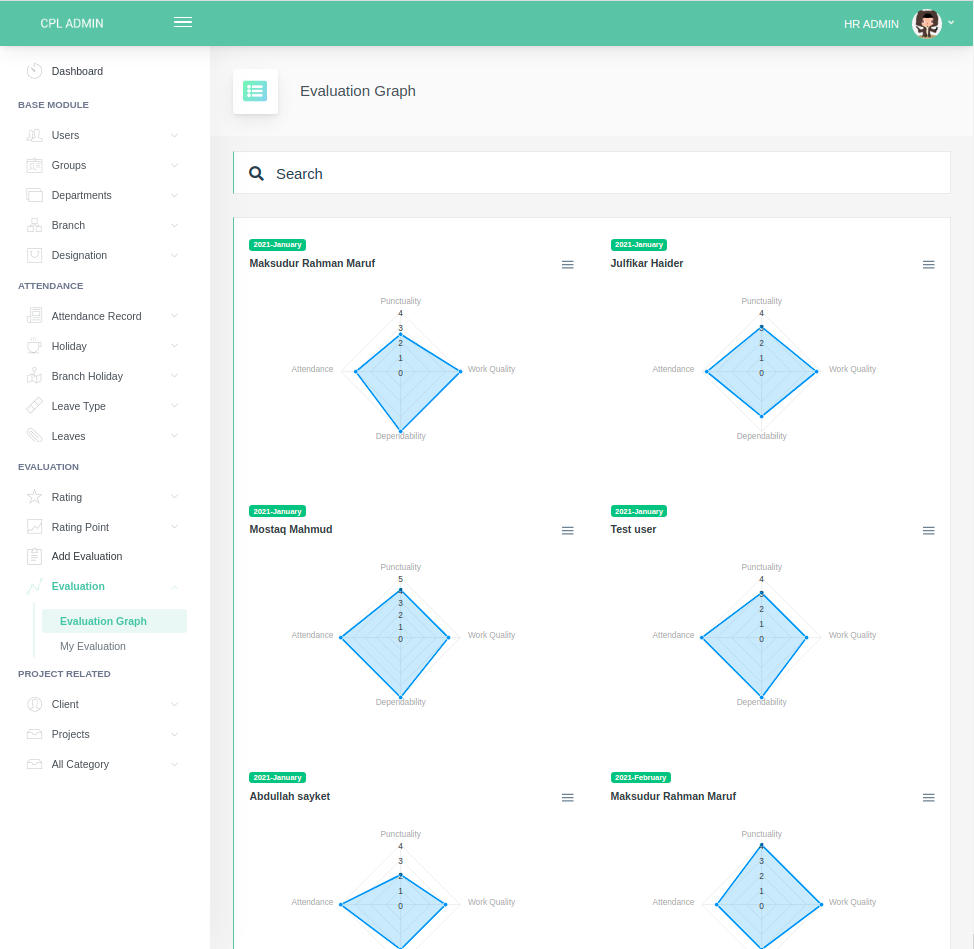 CPL ADMIN
HR ADMIN
Dashboard
BASE MODULE
Users
Groups
Departments
Branch
Designation
ATTENDANCE
Attendance Record
Holiday
Branch Holiday
Leave Type
Leaves
EVALUATION
Rating
Rating Point
Add Evaluation
Evaluation
Evaluation Graph
My Evaluation
PROJECT RELATED
Client
Projects
All Category
Evaluation Graph
Search
2021-January
Maksudur Rahman Maruf
Punctuality
4
3
2
1
0
Attendance
Work Quality
Dependability
2021-January
Julfikar Haider
Punctuality
4
3
2
1
0
Attendance
Work Quality
Dependability
2021-January
Mostaq Mahmud
Punctuality
5
4
3
2
1
0
Attendance
Work Quality
Dependability
2021-January
Test user
Punctuality
4
3
2
1
0
Attendance
Work Quality
Dependability
2021-January
Abdullah sayket
Punctuality
4
3
2
1
0
Attendance
Work Quality
2021-February
Maksudur Rahman Maruf
Punctuality
4
3
2
1
0
Attendance
Work Quality